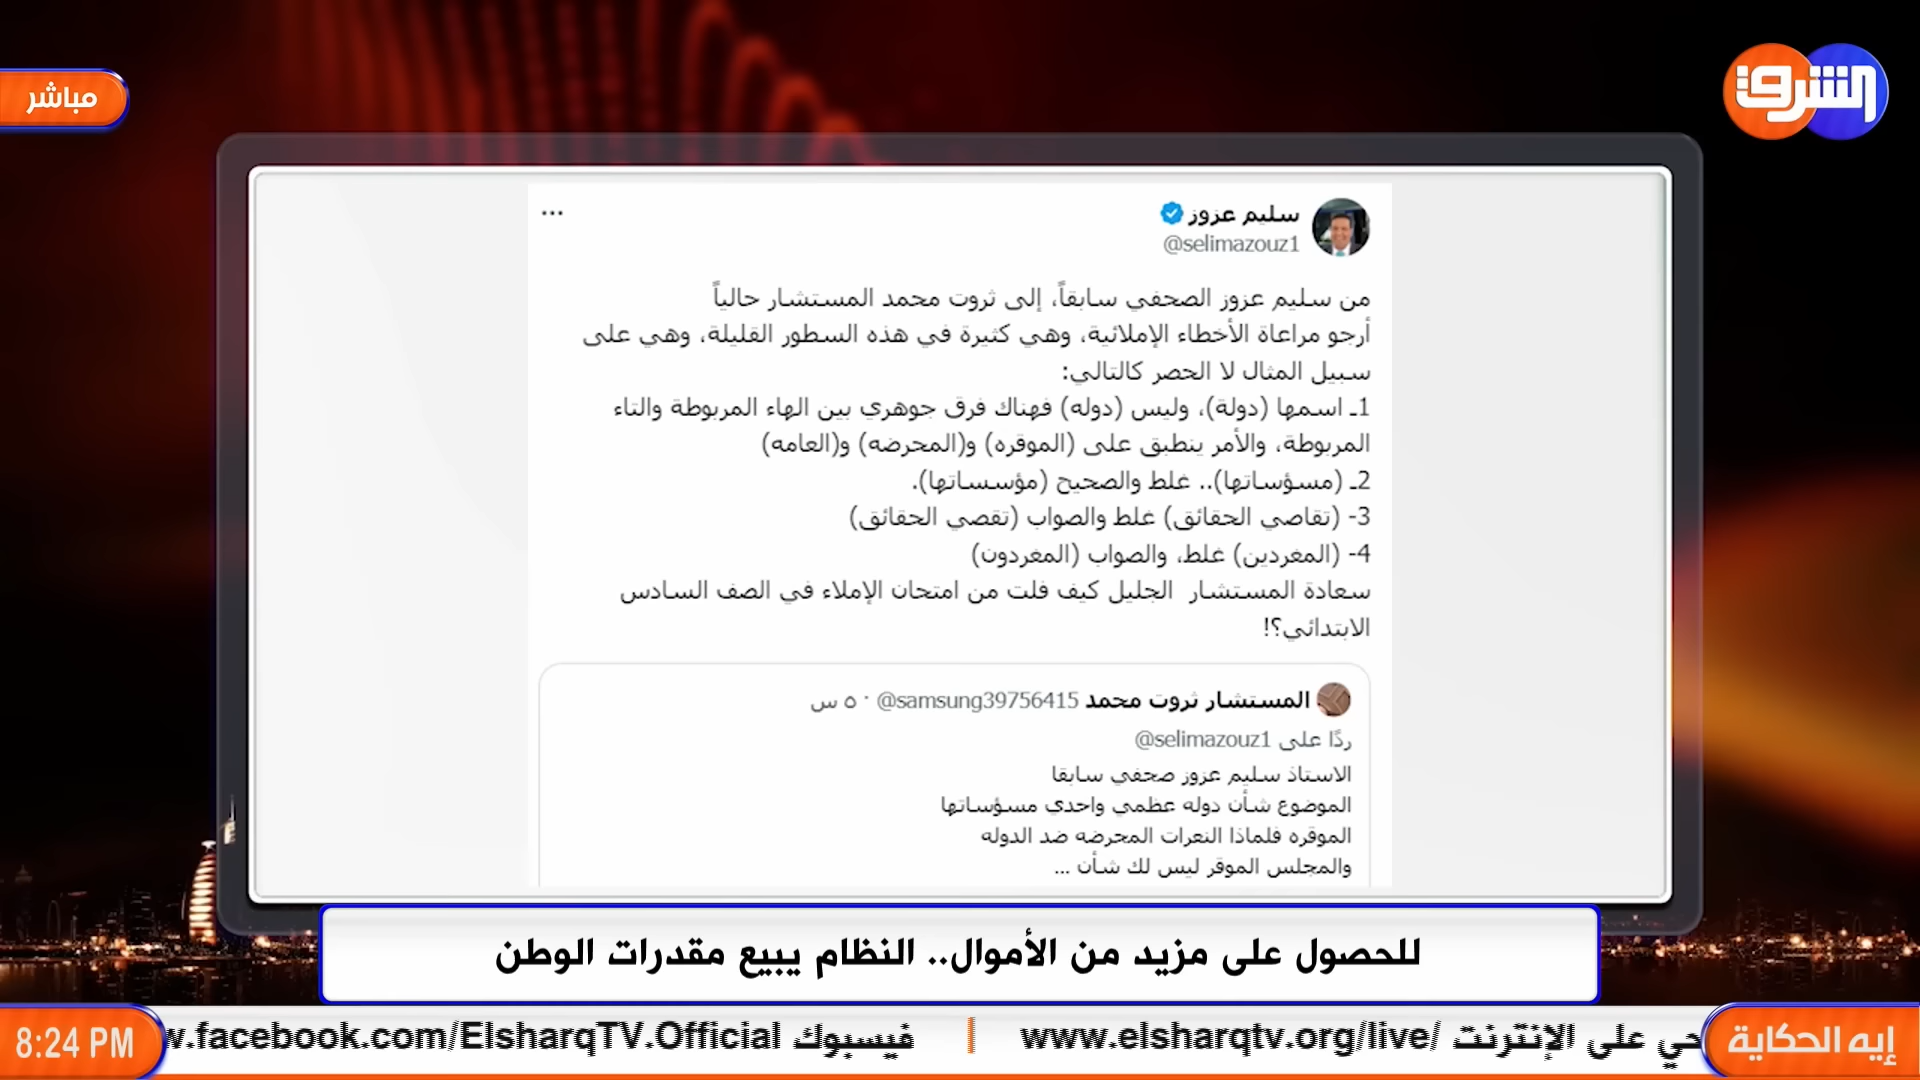 مباشر
الشرق
سليم عزوز
@selimazouz1
من سليم عزوز الصحفي سابقاً، إلى ثروت محمد المستشار حالياً
أرجو مراعاة الأخطاء الإملائية، وهي كثيرة في هذه السطور القليلة، وهي على
سبيل المثال لا الحصر كالتالي:
1ـ اسمها (دولة)، وليس (دوله) فهناك فرق جوهري بين الهاء المربوطة والتاء
المربوطة، والأمر ينطبق على (الموقره) و(المحرضه) و(العامه)
2ـ (مسؤساتها).. غلط والصحيح (مؤسساتها).
3- (تقاصي الحقائق) غلط والصواب (تقصي الحقائق)
4- (المغردين) غلط، والصواب (المغردون)
سعادة المستشار الجليل كيف فلت من امتحان الإملاء في الصف السادس
الابتدائي؟!
المستشار ثروت محمد @samsung39756415 · ٥ س
ردًا على @selimazouz1
الاستاذ سليم عزوز صحفي سابقا
الموضوع شأن دوله عظمي واحدي مسؤساتها
الموقره فلماذا النعرات المحرضه ضد الدوله
والمجلس الموقر ليس لك شأن ...
للحصول على مزيد من الأموال.. النظام يبيع مقدرات الوطن
إيه الحكاية
حي على الإنترنت www.elsharqtv.org/live/ | فيسبوك w.facebook.com/ElsharqTV.Official
8:24 PM